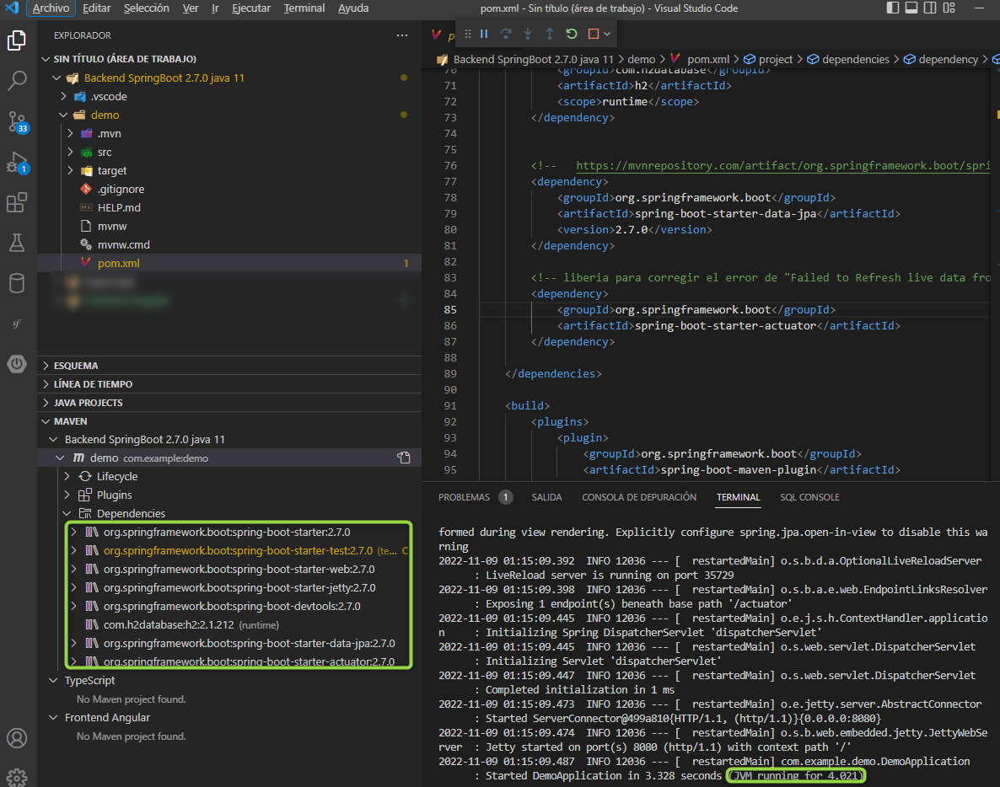 Archivo Editar Selección Ver Ir Ejecutar Terminal Ayuda
pom.xml - Sin título (área de trabajo) - Visual Studio Code
EXPLORADOR
SIN TÍTULO (ÁREA DE TRABAJO)
Backend SpringBoot 2.7.0 java 11
.vscode
demo
.mvn
src
target
.gitignore
HELP.md
mvnw
mvnw.cmd
pom.xml 1
33
1
ESQUEMA
LÍNEA DE TIEMPO
JAVA PROJECTS
MAVEN
Backend SpringBoot 2.7.0 java 11
demo com.example:demo
Lifecycle
Plugins
Dependencies
org.springframework.boot:spring-boot-starter:2.7.0
org.springframework.boot:spring-boot-starter-test:2.7.0 (te... C
org.springframework.boot:spring-boot-starter-web:2.7.0
org.springframework.boot:spring-boot-starter-jetty:2.7.0
org.springframework.boot:spring-boot-devtools:2.7.0
com.h2database:h2:2.1.212 (runtime)
org.springframework.boot:spring-boot-starter-data-jpa:2.7.0
org.springframework.boot:spring-boot-starter-actuator:2.7.0
TypeScript
No Maven project found.
Frontend Angular
No Maven project found.
Backend SpringBoot 2.7.0 java 11 > demo > pom.xml > project > dependencies > dependency >
70 <groupId>com.h2database</groupId>
71 <artifactId>h2</artifactId>
72 <scope>runtime</scope>
73 </dependency>
74
75
76 <!-- https://mvnrepository.com/artifact/org.springframework.boot/spri
77 <dependency>
78 <groupId>org.springframework.boot</groupId>
79 <artifactId>spring-boot-starter-data-jpa</artifactId>
80 <version>2.7.0</version>
81 </dependency>
82
83 <!-- liberia para corregir el error de "Failed to Refresh live data fro
84 <dependency>
85 <groupId>org.springframework.boot</groupId>
86 <artifactId>spring-boot-starter-actuator</artifactId>
87 </dependency>
88
89 </dependencies>
90
91 <build>
92 <plugins>
93 <plugin>
94 <groupId>org.springframework.boot</groupId>
95 <artifactId>spring-boot-maven-plugin</artifactId>
PROBLEMAS 1 SALIDA CONSOLA DE DEPURACIÓN TERMINAL SQL CONSOLE
formed during view rendering. Explicitly configure spring.jpa.open-in-view to disable this wa
rning
2022-11-09 01:15:09.392 INFO 12036 --- [ restartedMain] o.s.b.d.a.OptionalLiveReloadServer
: LiveReload server is running on port 35729
2022-11-09 01:15:09.398 INFO 12036 --- [ restartedMain] o.s.b.a.e.web.EndpointLinksResolver
: Exposing 1 endpoint(s) beneath base path '/actuator'
2022-11-09 01:15:09.445 INFO 12036 --- [ restartedMain] o.e.j.s.h.ContextHandler.applicatio
n : Initializing Spring DispatcherServlet 'dispatcherServlet'
2022-11-09 01:15:09.445 INFO 12036 --- [ restartedMain] o.s.web.servlet.DispatcherServlet
: Initializing Servlet 'dispatcherServlet'
2022-11-09 01:15:09.447 INFO 12036 --- [ restartedMain] o.s.web.servlet.DispatcherServlet
: Completed initialization in 1 ms
2022-11-09 01:15:09.473 INFO 12036 --- [ restartedMain] o.e.jetty.server.AbstractConnector
: Started ServerConnector@499a810{HTTP/1.1, (http/1.1)}{0.0.0.0:8080}
2022-11-09 01:15:09.474 INFO 12036 --- [ restartedMain] o.s.b.web.embedded.jetty.JettyWebSe
rver : Jetty started on port(s) 8080 (http/1.1) with context path '/'
2022-11-09 01:15:09.487 INFO 12036 --- [ restartedMain] com.example.demo.DemoApplication
: Started DemoApplication in 3.328 seconds (JVM running for 4.021)